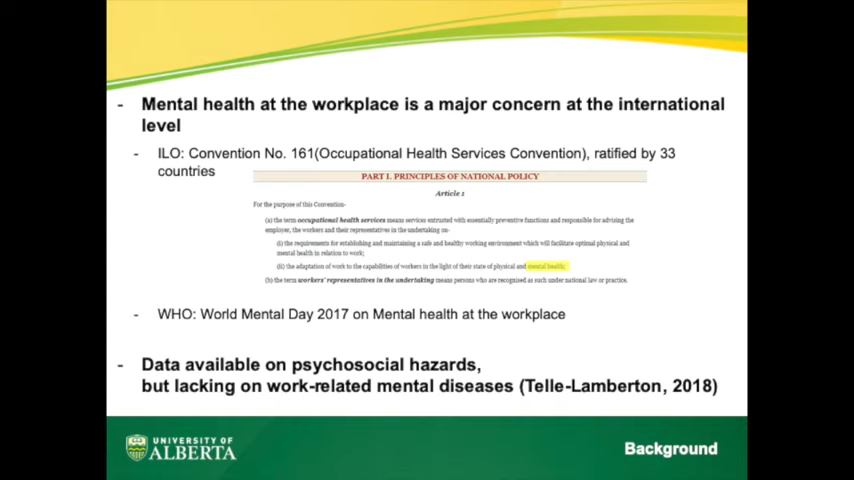 - Mental health at the workplace is a major concern at the international
level
- ILO: Convention No. 161(Occupational Health Services Convention), ratified by 33
countries
PART I. PRINCIPLES OF NATIONAL POLICY
Article 1
For the purpose of this Convention-
(a) the term occupational health services means services entrusted with essentially preventive functions and responsible for advising the
employer, the workers and their representatives in the undertaking on-
(i) the requirements for establishing and maintaining a safe and healthy working environment which will facilitate optimal physical and
mental health in relation to work;
(ii) the adaptation of work to the capabilities of workers in the light of their state of physical and mental health;
(b) the term workers' representatives in the undertaking means persons who are recognised as such under national law or practice.
- WHO: World Mental Day 2017 on Mental health at the workplace
- Data available on psychosocial hazards,
but lacking on work-related mental diseases (Telle-Lamberton, 2018)
UNIVERSITY OF
ALBERTA
Background